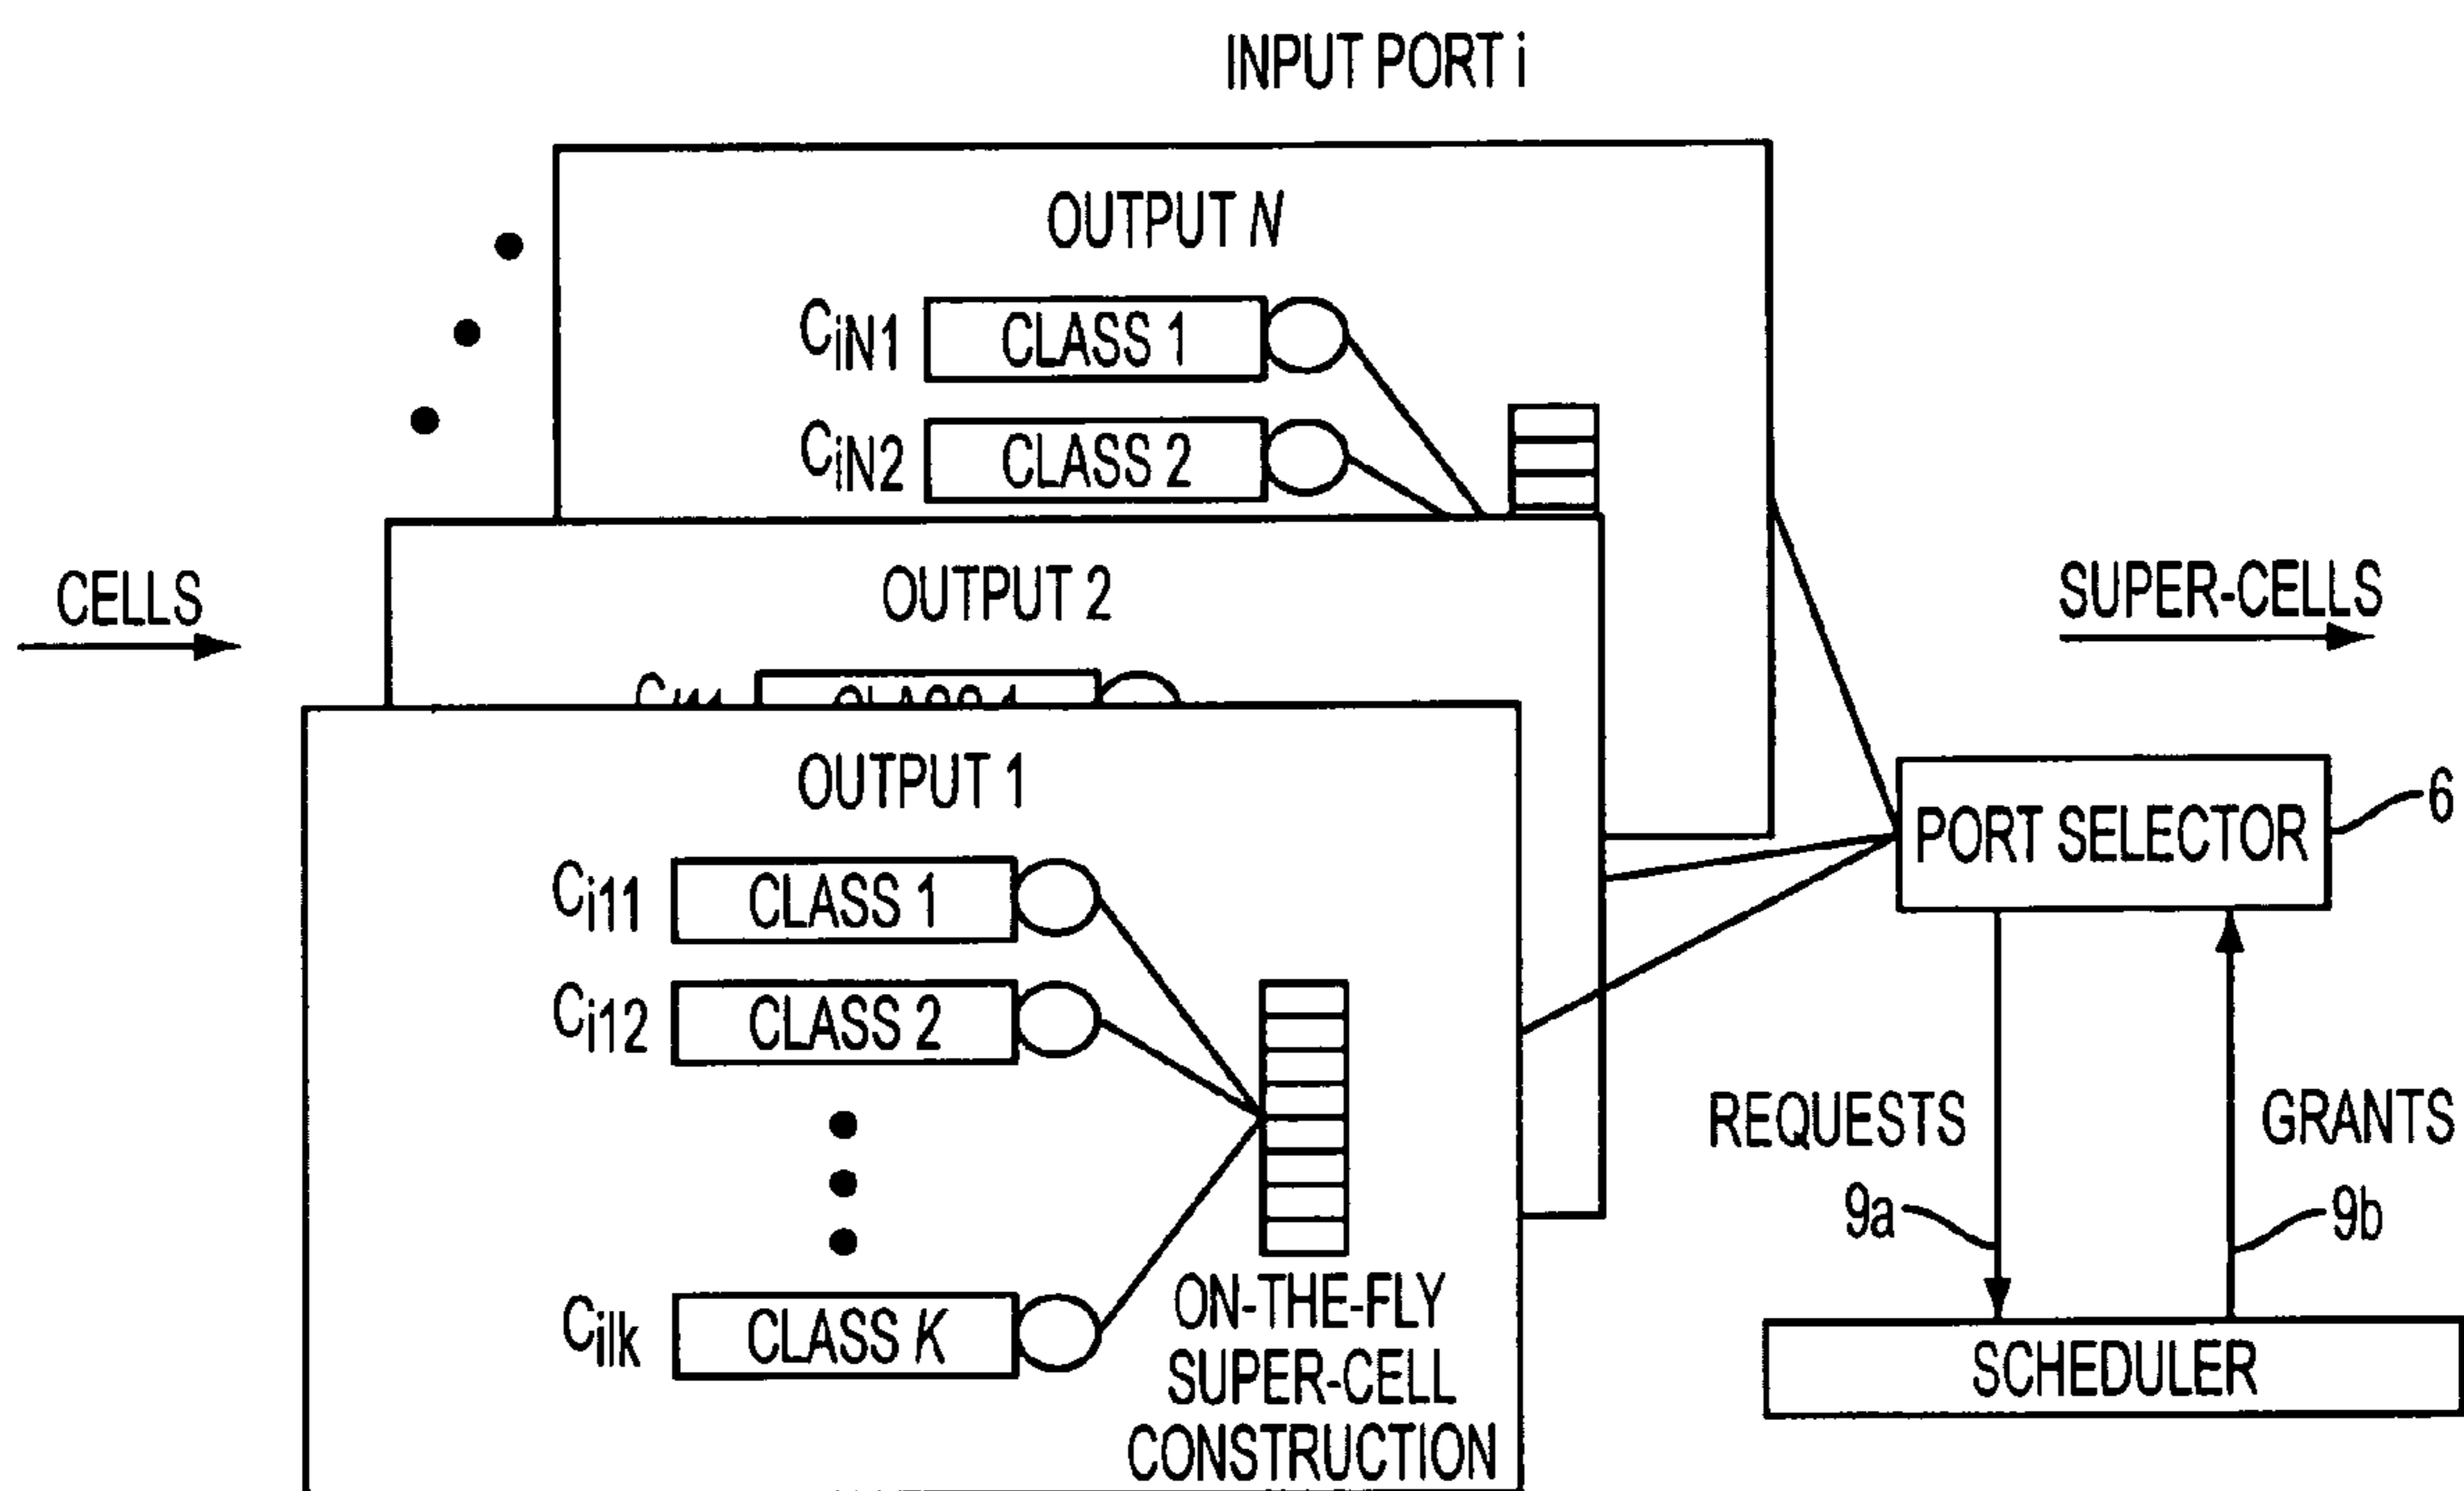 INPUT PORT i
OUTPUT N
CiN1 CLASS 1
CiN2 CLASS 2
CELLS
OUTPUT 2
SUPER-CELLS
OUTPUT 1
PORT SELECTOR
6
Ci11 CLASS 1
Ci12 CLASS 2
Cilk CLASS K
ON-THE-FLY
SUPER-CELL
CONSTRUCTION
REQUESTS
GRANTS
9a
9b
SCHEDULER